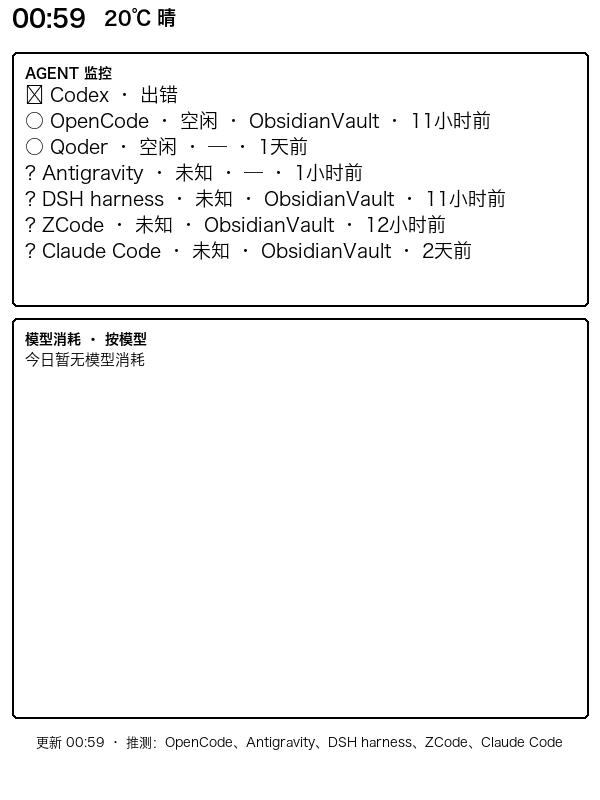 00:59 20°C 晴
AGENT 监控
☒ Codex · 出错
○ OpenCode · 空闲 · ObsidianVault · 11小时前
○ Qoder · 空闲 · — · 1天前
? Antigravity · 未知 · — · 1小时前
? DSH harness · 未知 · ObsidianVault · 11小时前
? ZCode · 未知 · ObsidianVault · 12小时前
? Claude Code · 未知 · ObsidianVault · 2天前
模型消耗 · 按模型
今日暂无模型消耗
更新 00:59 · 推测：OpenCode、Antigravity、DSH harness、ZCode、Claude Code